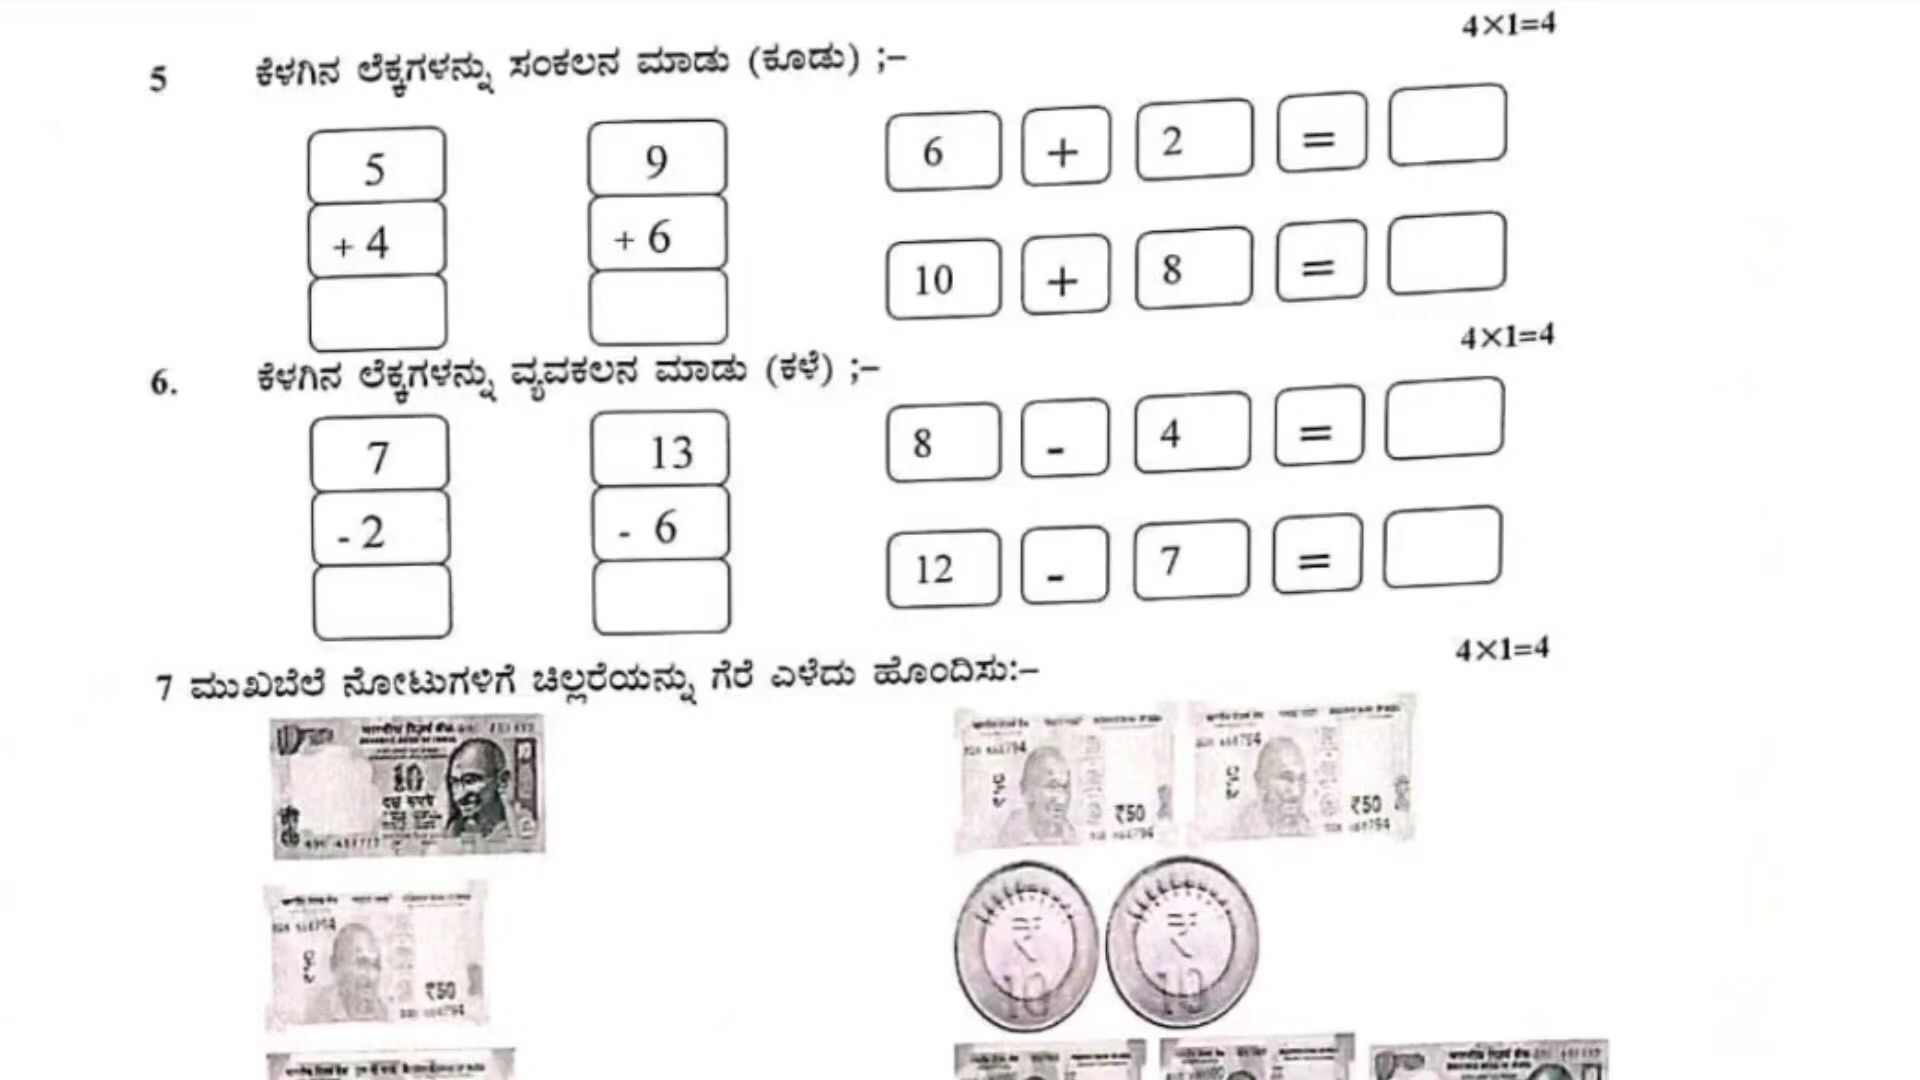 4×1=4
5 ಕೆಳಗಿನ ಲೆಕ್ಕಗಳನ್ನು ಸಂಕಲನ ಮಾಡು (ಕೂಡು) ;–
5
+ 4
9
+ 6
6 + 2 =
10 + 8 =
4×1=4
6. ಕೆಳಗಿನ ಲೆಕ್ಕಗಳನ್ನು ವ್ಯವಕಲನ ಮಾಡು (ಕಳೆ) ;–
7
- 2
13
- 6
8 - 4 =
12 - 7 =
4×1=4
7 ಮುಖಬೆಲೆ ನೋಟುಗಳಿಗೆ ಚಿಲ್ಲರೆಯನ್ನು ಗೆರೆ ಎಳೆದು ಹೊಂದಿಸು:–
10
₹50
₹50
₹50
₹ 10
₹ 10